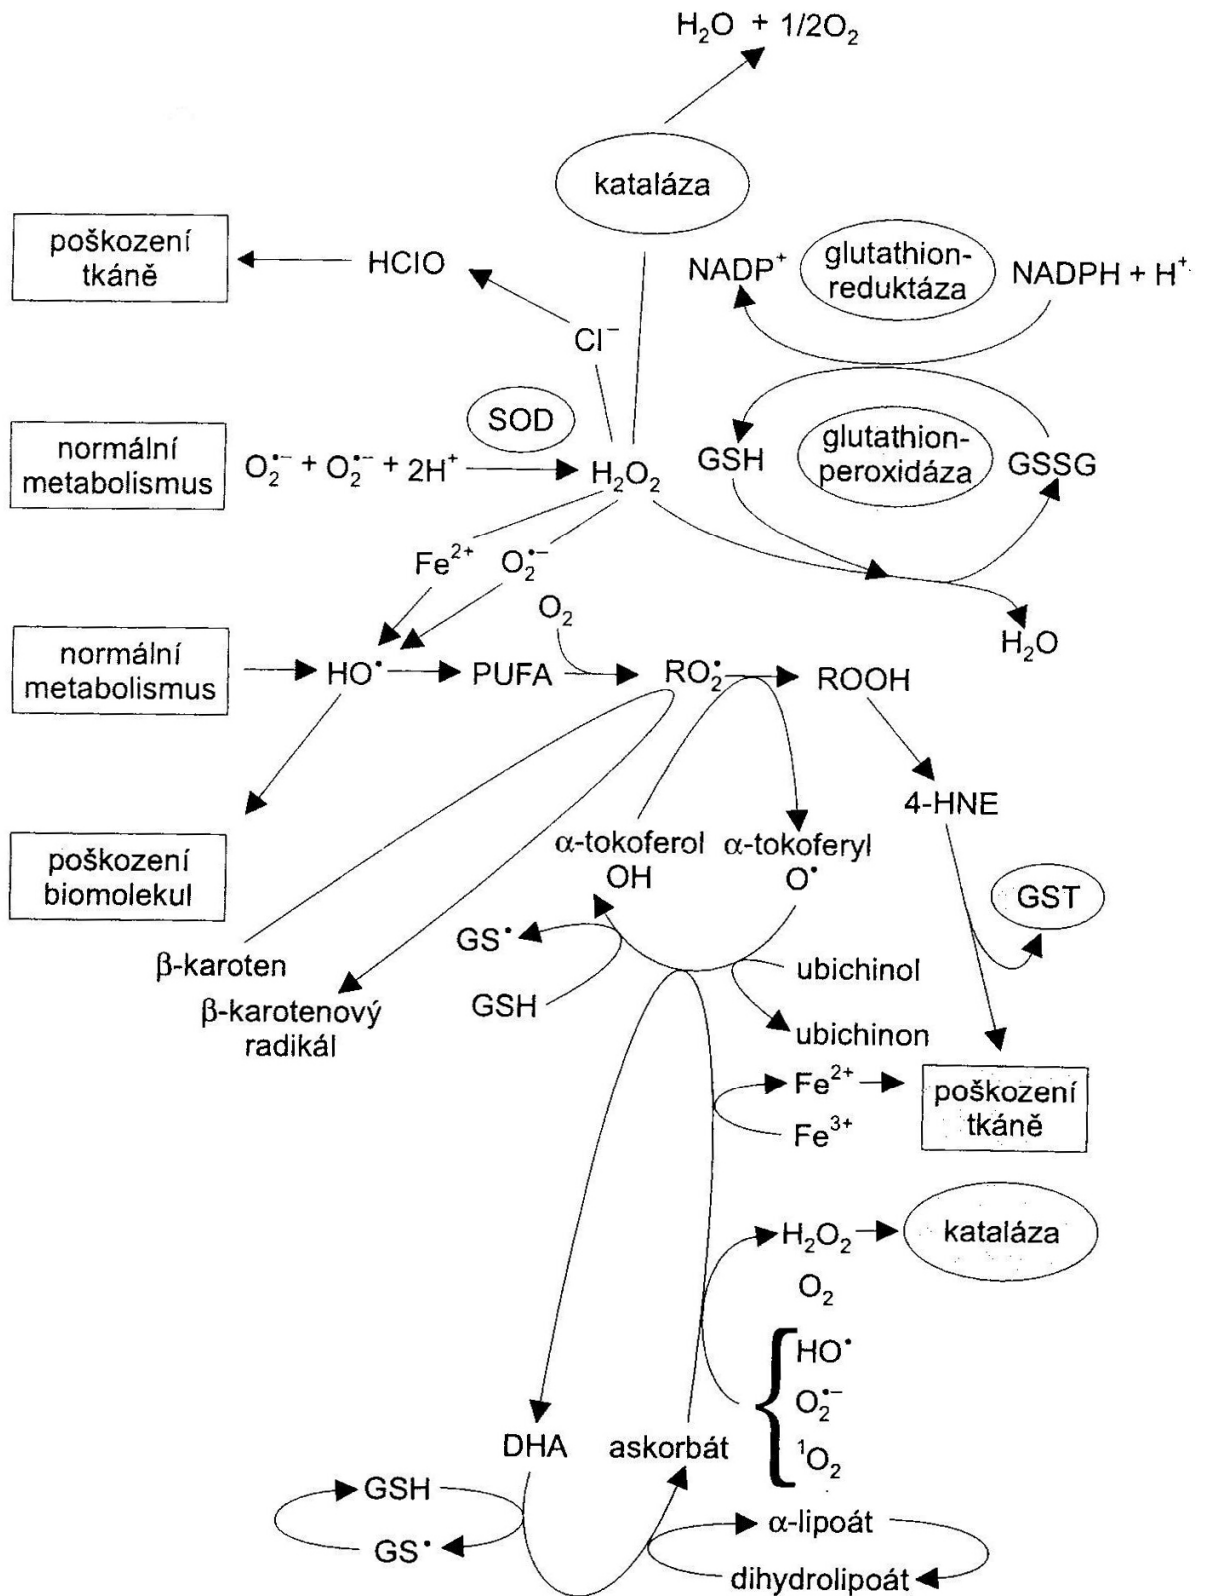 H₂O + 1/2O₂
kataláza
poškození
tkáně
HClO
NADP⁺
glutathion-
reduktáza
NADPH + H⁺
Cl⁻
SOD
normální
metabolismus
O₂•⁻ + O₂•⁻ + 2H⁺
H₂O₂
GSH
glutathion-
peroxidáza
GSSG
Fe²⁺
O₂•⁻
O₂
H₂O
normální
metabolismus
HO•
PUFA
RO₂•
ROOH
4-HNE
poškození
biomolekul
α-tokoferol
OH
α-tokoferyl
O•
GST
β-karoten
β-karotenový
radikál
GS•
GSH
ubichinol
ubichinon
Fe²⁺
Fe³⁺
poškození
tkáně
H₂O₂
kataláza
O₂
HO•
O₂•⁻
¹O₂
DHA
askorbát
GSH
GS•
α-lipoát
dihydrolipoát